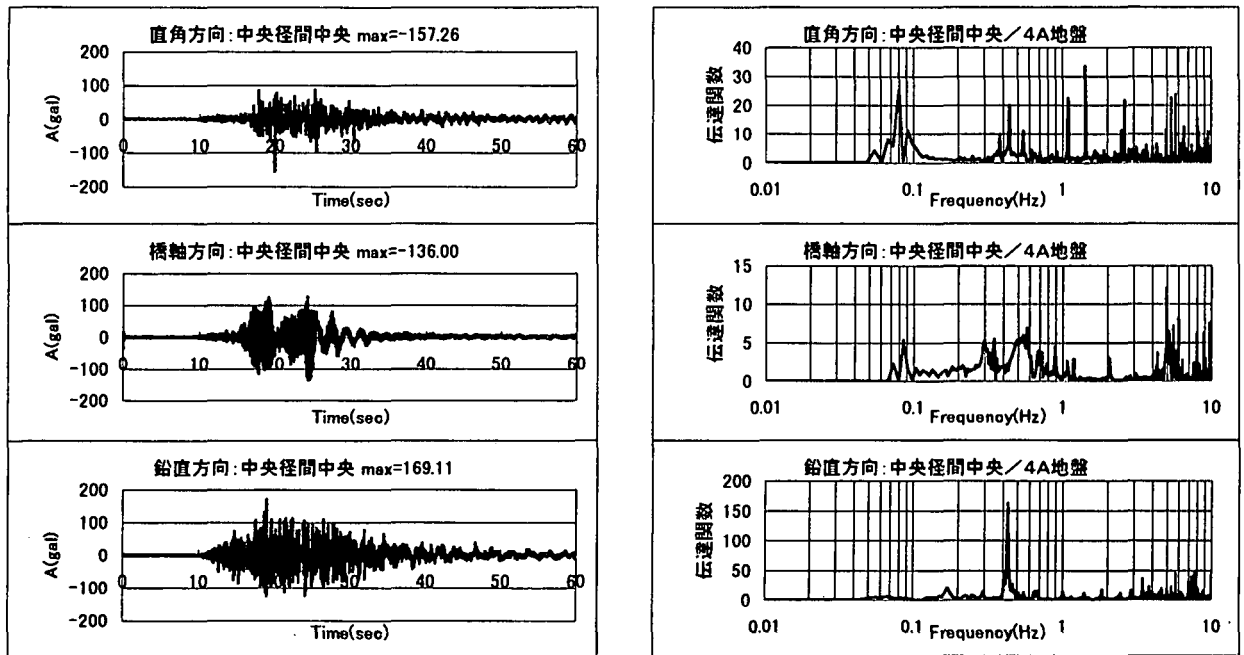 直角方向：中央径間中央 max=-157.26
200
100
0
-100
-200
A(gal)
0 10 20 30 40 50 60
Time(sec)
直角方向：中央径間中央／4A地盤
40
30
20
10
0
伝達関数
0.01 0.1 1 10
Frequency(Hz)
橋軸方向：中央径間中央 max=-136.00
200
100
0
-100
-200
A(gal)
0 10 20 30 40 50 60
Time(sec)
橋軸方向：中央径間中央／4A地盤
15
10
5
0
伝達関数
0.01 0.1 1 10
Frequency(Hz)
鉛直方向：中央径間中央 max=169.11
200
100
0
-100
-200
A(gal)
0 10 20 30 40 50 60
Time(sec)
鉛直方向：中央径間中央／4A地盤
200
150
100
50
0
伝達関数
0.01 0.1 1 10
Frequency(Hz)